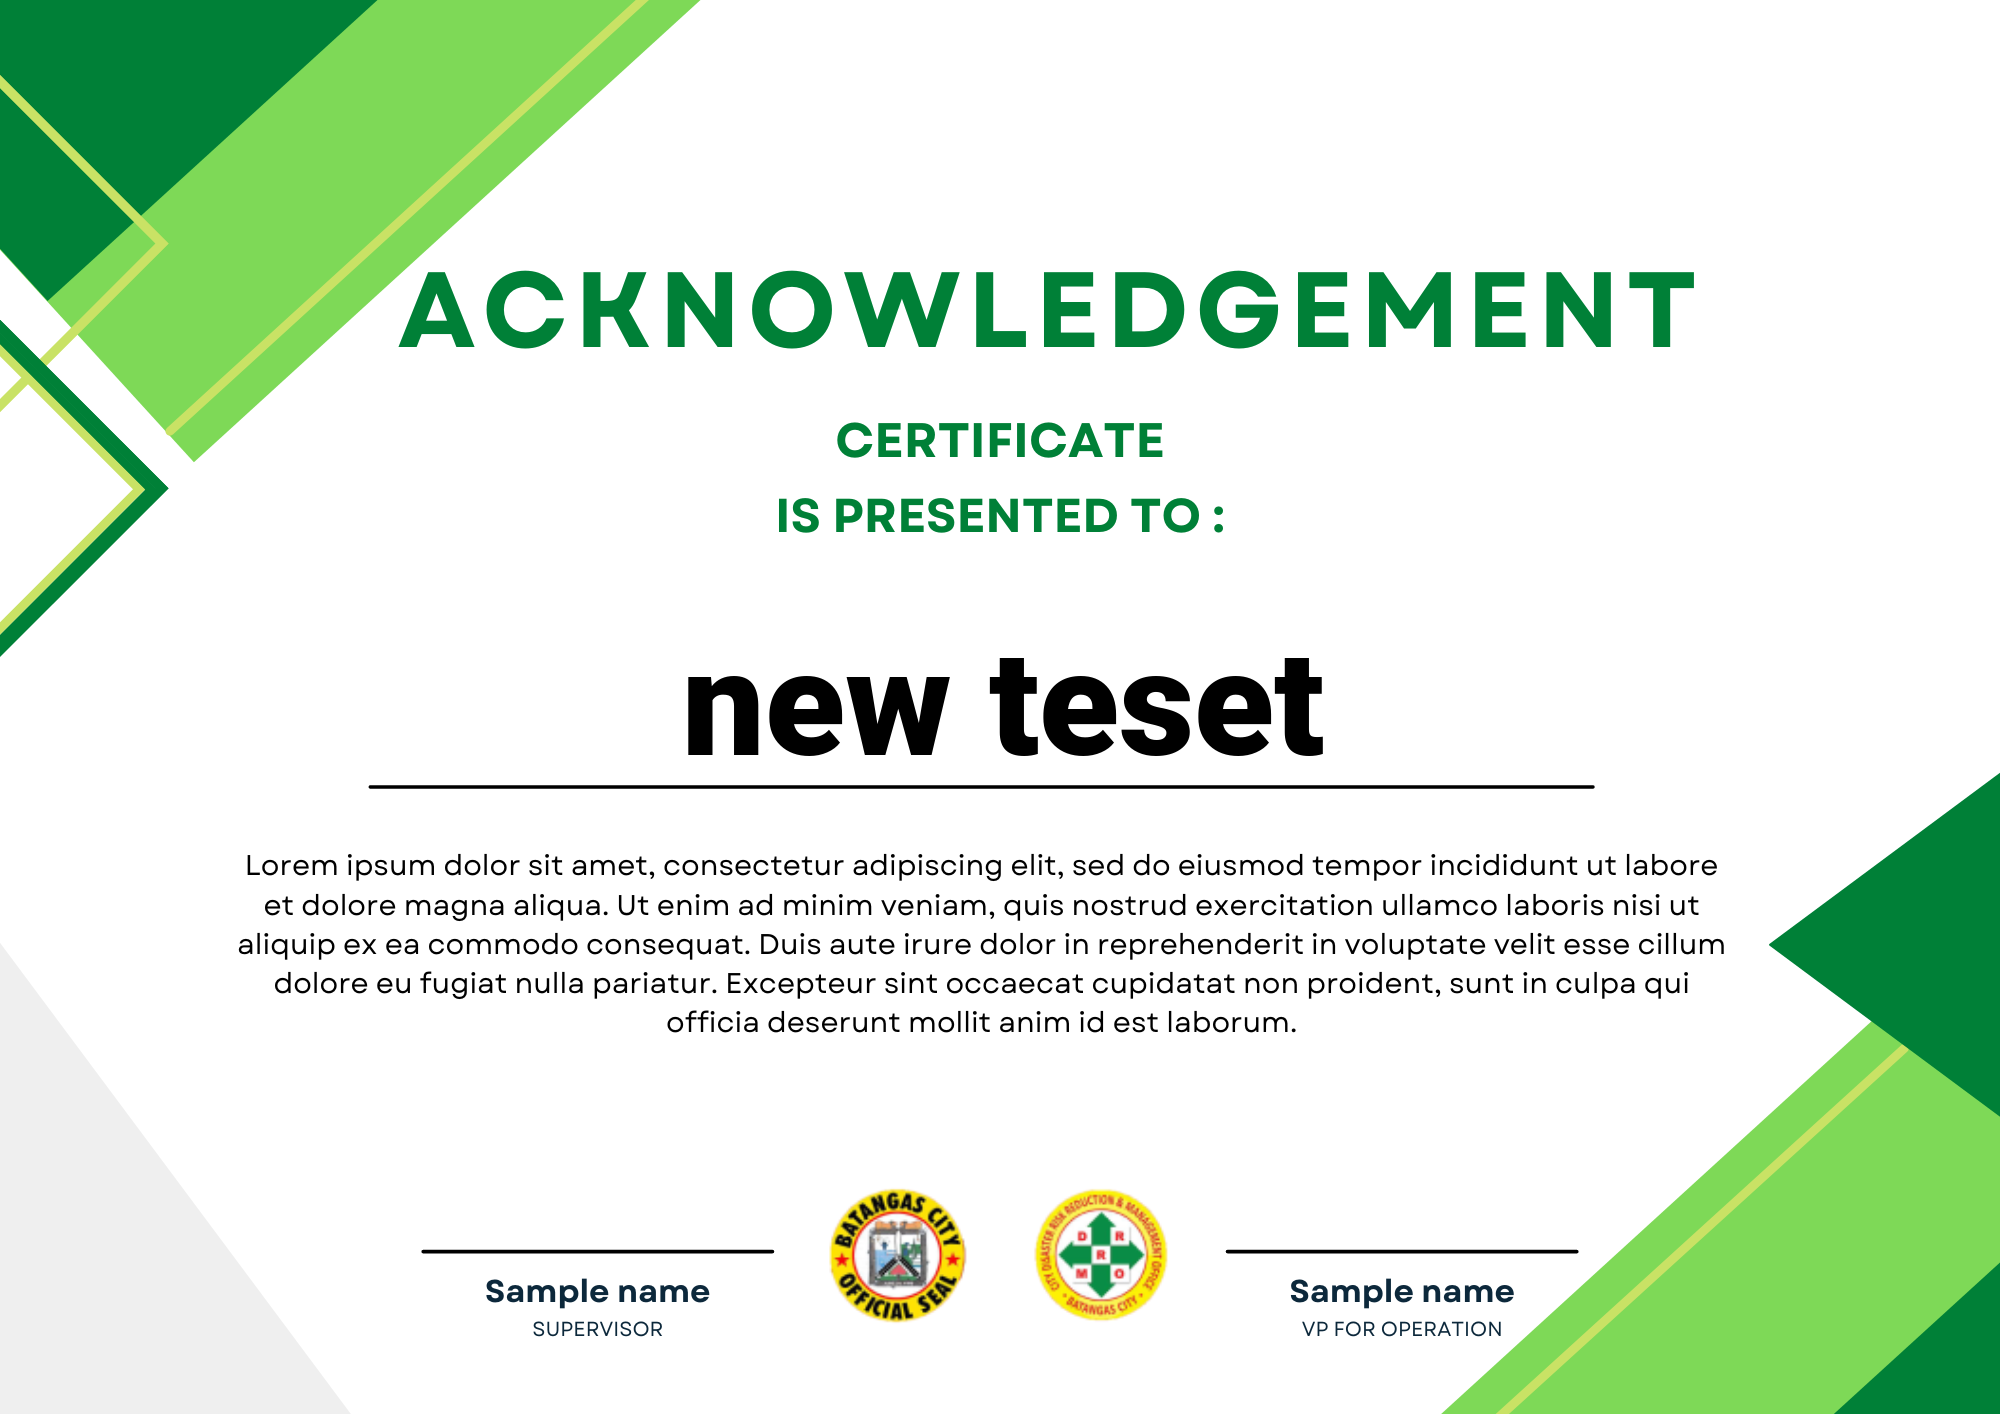 ACKNOWLEDGEMENT
CERTIFICATE
IS PRESENTED TO :
new teset
Lorem ipsum dolor sit amet, consectetur adipiscing elit, sed do eiusmod tempor incididunt ut labore
et dolore magna aliqua. Ut enim ad minim veniam, quis nostrud exercitation ullamco laboris nisi ut
aliquip ex ea commodo consequat. Duis aute irure dolor in reprehenderit in voluptate velit esse cillum
dolore eu fugiat nulla pariatur. Excepteur sint occaecat cupidatat non proident, sunt in culpa qui
officia deserunt mollit anim id est laborum.
BATANGAS CITY
OFFICIAL SEAL
CITY DISASTER RISK REDUCTION & MANAGEMENT OFFICE
D R
R
M O
BATANGAS CITY
Sample name
SUPERVISOR
Sample name
VP FOR OPERATION